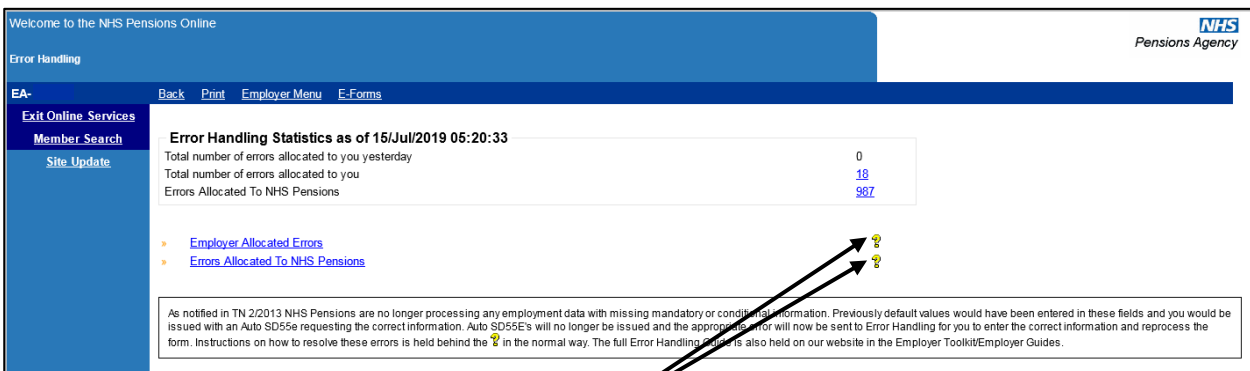 Welcome to the NHS Pensions Online
NHS
Pensions Agency
Error Handling
EA- Back Print Employer Menu E-Forms
Exit Online Services
Member Search
Site Update
Error Handling Statistics as of 15/Jul/2019 05:20:33
Total number of errors allocated to you yesterday 0
Total number of errors allocated to you 18
Errors Allocated To NHS Pensions 987
» Employer Allocated Errors ?
» Errors Allocated To NHS Pensions ?
As notified in TN 2/2013 NHS Pensions are no longer processing any employment data with missing mandatory or conditional information. Previously default values would have been entered in these fields and you would be
issued with an Auto SD55e requesting the correct information. Auto SD55E's will no longer be issued and the appropriate error will now be sent to Error Handling for you to enter the correct information and reprocess the
form. Instructions on how to resolve these errors is held behind the ? in the normal way. The full Error Handling Guide is also held on our website in the Employer Toolkit/Employer Guides.